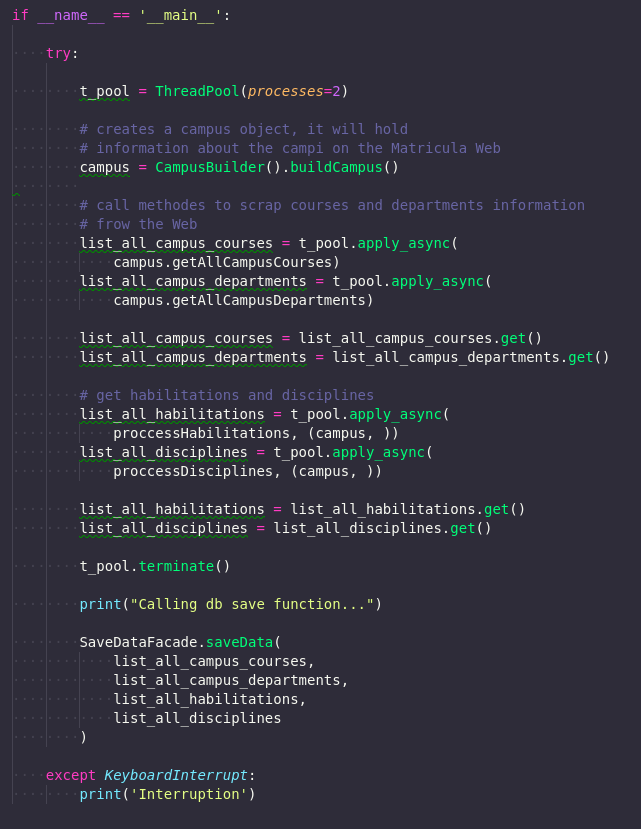 if __name__ == '__main__':
try:
t_pool = ThreadPool(processes=2)
# creates a campus object, it will hold
# information about the campi on the Matricula Web
campus = CampusBuilder().buildCampus()
# call methodes to scrap courses and departments information
# frow the Web
list_all_campus_courses = t_pool.apply_async(
campus.getAllCampusCourses)
list_all_campus_departments = t_pool.apply_async(
campus.getAllCampusDepartments)
list_all_campus_courses = list_all_campus_courses.get()
list_all_campus_departments = list_all_campus_departments.get()
# get habilitations and disciplines
list_all_habilitations = t_pool.apply_async(
proccessHabilitations, (campus, ))
list_all_disciplines = t_pool.apply_async(
proccessDisciplines, (campus, ))
list_all_habilitations = list_all_habilitations.get()
list_all_disciplines = list_all_disciplines.get()
t_pool.terminate()
print("Calling db save function...")
SaveDataFacade.saveData(
list_all_campus_courses,
list_all_campus_departments,
list_all_habilitations,
list_all_disciplines
)
except KeyboardInterrupt:
print('Interruption')